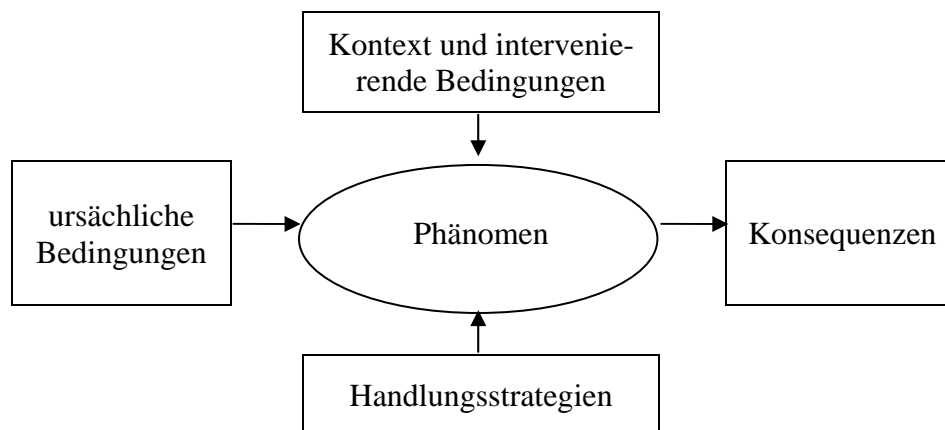 Kontext und intervenie-
rende Bedingungen
ursächliche
Bedingungen
Phänomen
Konsequenzen
Handlungsstrategien